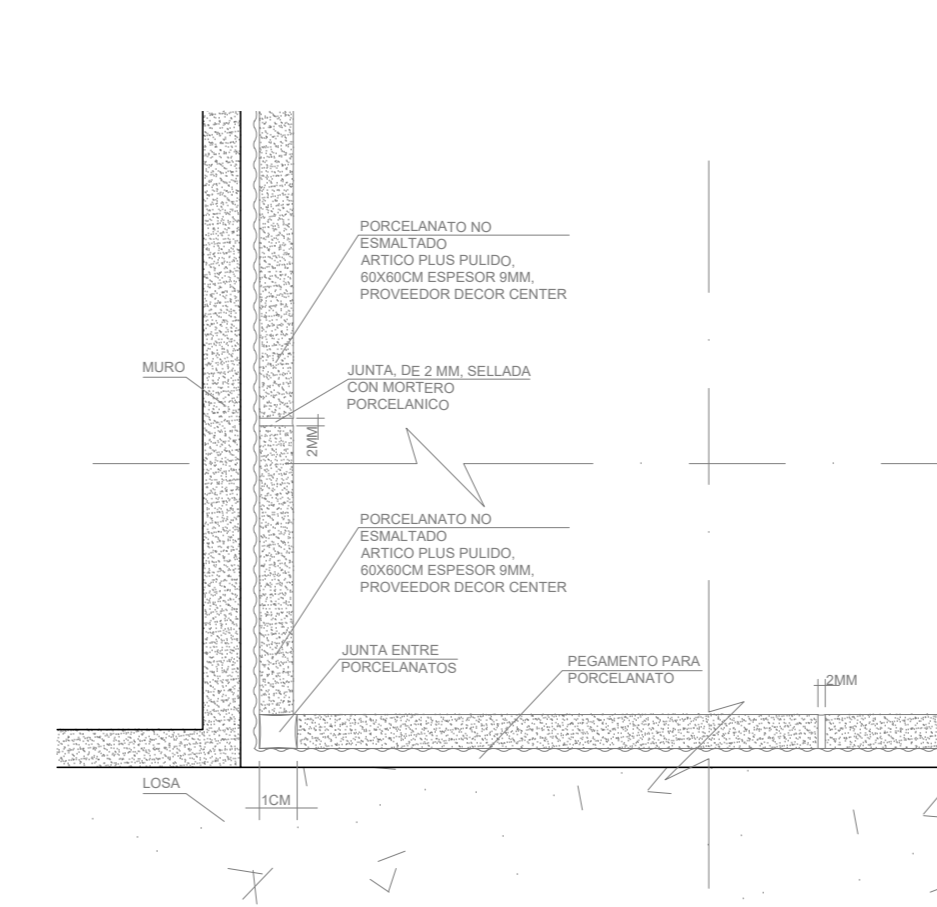 PORCELANATO NO
ESMALTADO
ARTICO PLUS PULIDO,
60X60CM ESPESOR 9MM,
PROVEEDOR DECOR CENTER
MURO
JUNTA, DE 2 MM, SELLADA
CON MORTERO
PORCELANICO
2MM
PORCELANATO NO
ESMALTADO
ARTICO PLUS PULIDO,
60X60CM ESPESOR 9MM,
PROVEEDOR DECOR CENTER
JUNTA ENTRE
PORCELANATOS
PEGAMENTO PARA
PORCELANATO
2MM
LOSA
1CM